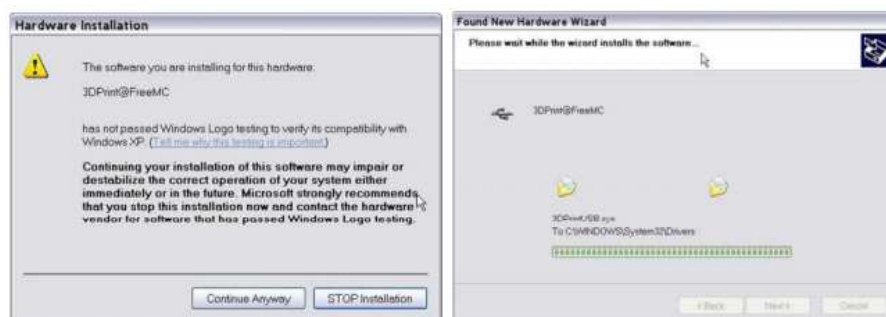 Hardware Installation
The software you are installing for this hardware:
3DPrint@FreeMC
has not passed Windows Logo testing to verify its compatibility with
Windows XP. (Tell me why this testing is important.)
Continuing your installation of this software may impair or
destabilize the correct operation of your system either
immediately or in the future. Microsoft strongly recommends
that you stop this installation now and contact the hardware
vendor for software that has passed Windows Logo testing.
Continue Anyway
STOP Installation
Found New Hardware Wizard
Please wait while the wizard installs the software...
3DPrint@FreeMC
3DPrintUSB.sys
To C:\WINDOWS\System32\Drivers
< Back
Next >
Cancel